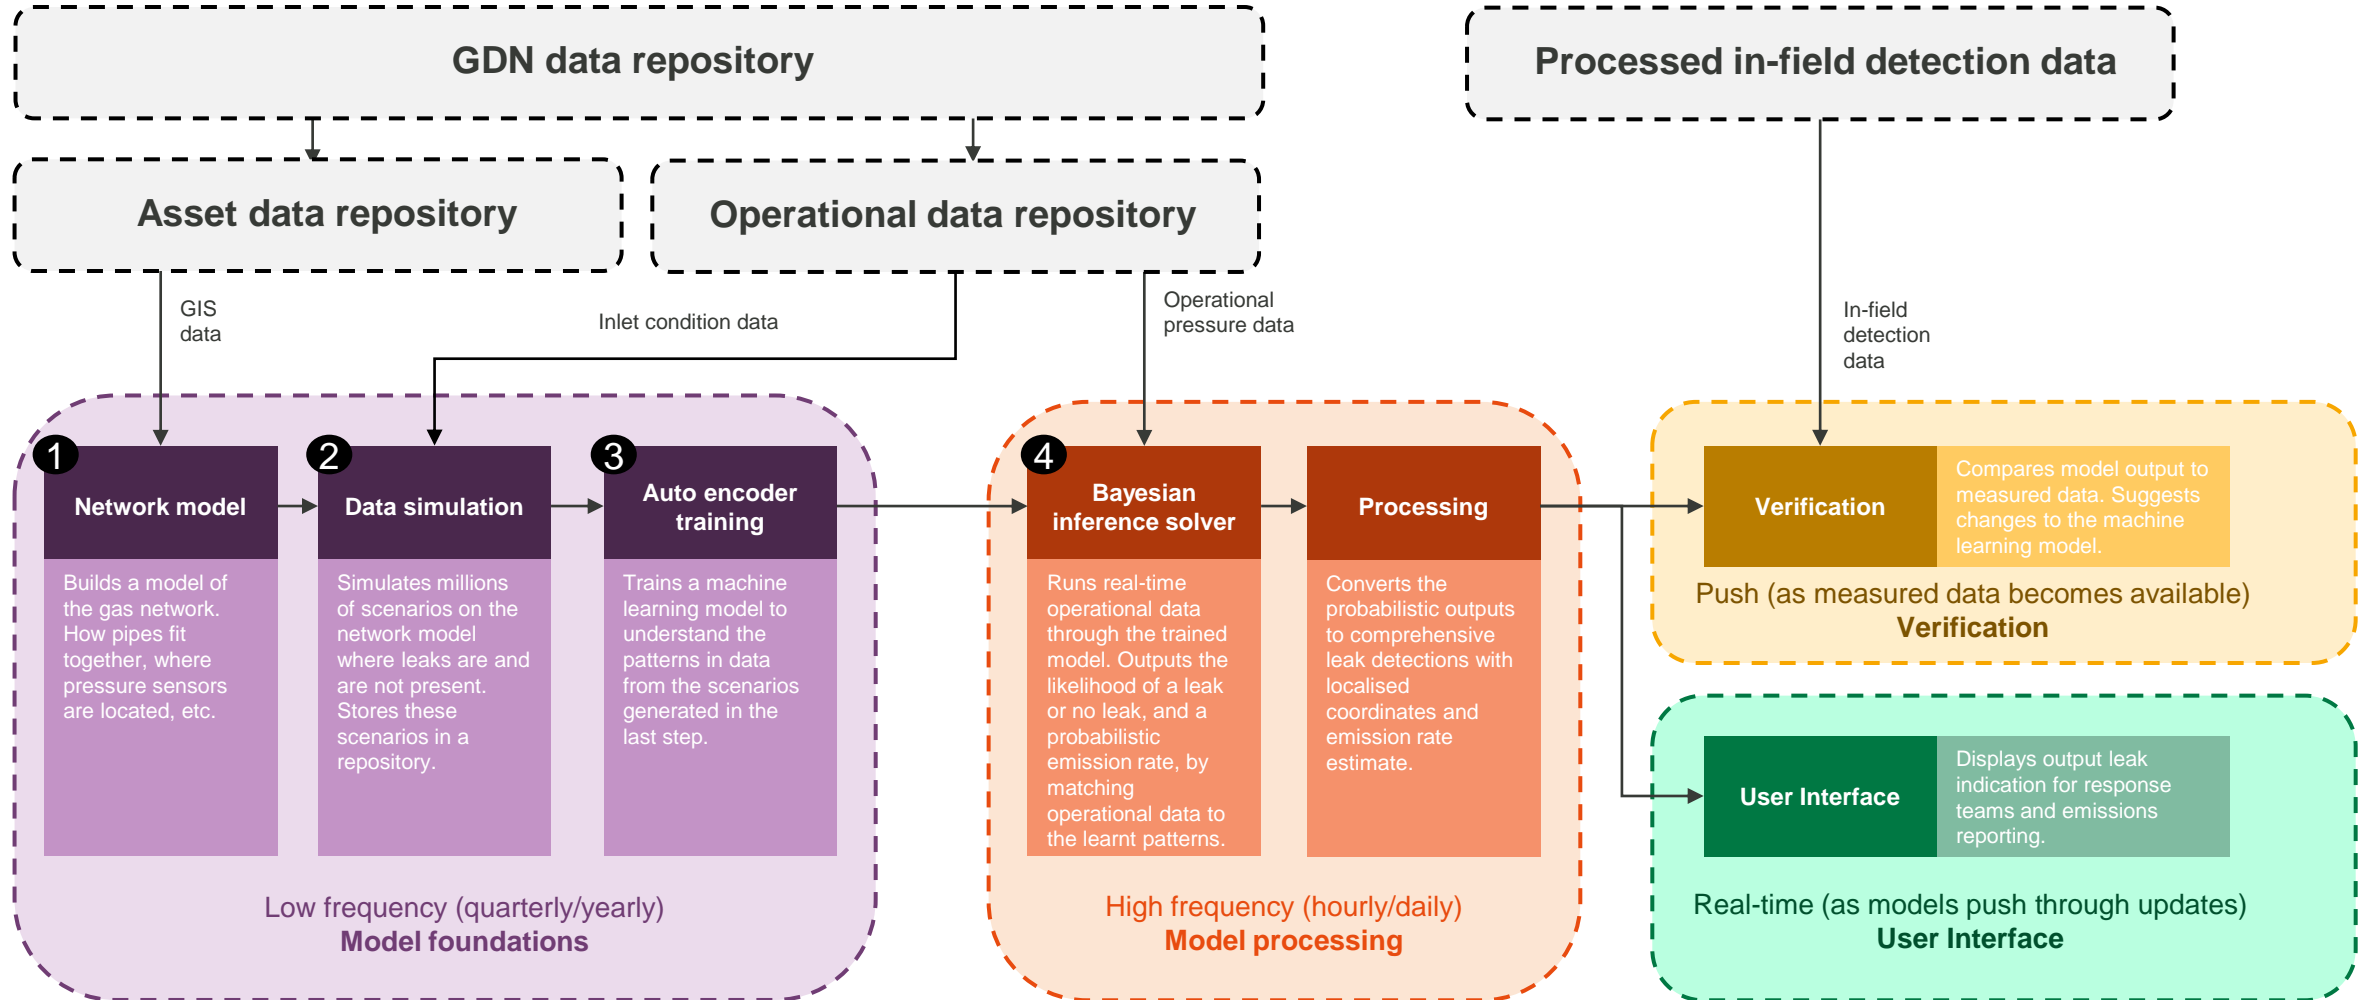 GDN data repository
Processed in-field detection data
Asset data repository
Operational data repository
GIS
data
Inlet condition data
Operational
pressure data
In-field
detection
data
1
Network model
Builds a model of
the gas network.
How pipes fit
together, where
pressure sensors
are located, etc.
2
Data simulation
Simulates millions
of scenarios on the
network model
where leaks are and
are not present.
Stores these
scenarios in a
repository.
3
Auto encoder
training
Trains a machine
learning model to
understand the
patterns in data
from the scenarios
generated in the
last step.
Low frequency (quarterly/yearly)
Model foundations
4
Bayesian
inference solver
Runs real-time
operational data
through the trained
model. Outputs the
likelihood of a leak
or no leak, and a
probabilistic
emission rate, by
matching
operational data to
the learnt patterns.
Processing
Converts the
probabilistic outputs
to comprehensive
leak detections with
localised
coordinates and
emission rate
estimate.
High frequency (hourly/daily)
Model processing
Verification
Compares model output to
measured data. Suggests
changes to the machine
learning model.
Push (as measured data becomes available)
Verification
User Interface
Displays output leak
indication for response
teams and emissions
reporting.
Real-time (as models push through updates)
User Interface